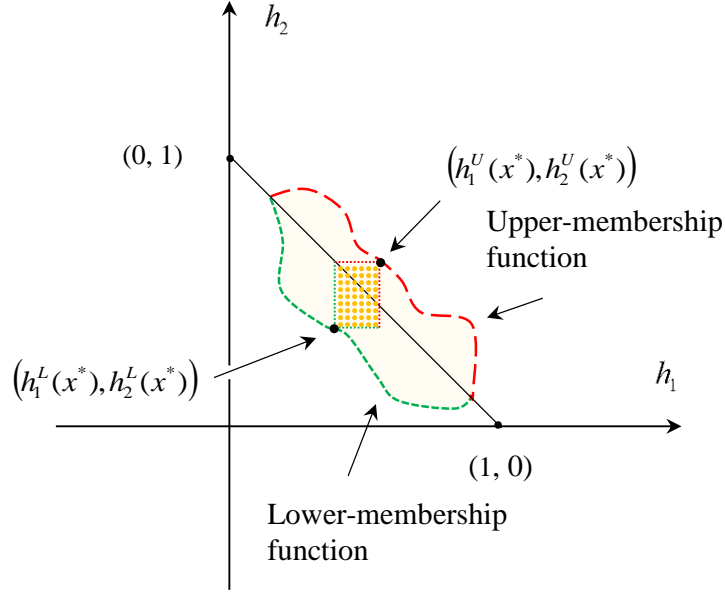 h₂
(0, 1)
(h₁ᵁ(x*), h₂ᵁ(x*))
Upper-membership
function
(h₁ᴸ(x*), h₂ᴸ(x*))
h₁
(1, 0)
Lower-membership
function